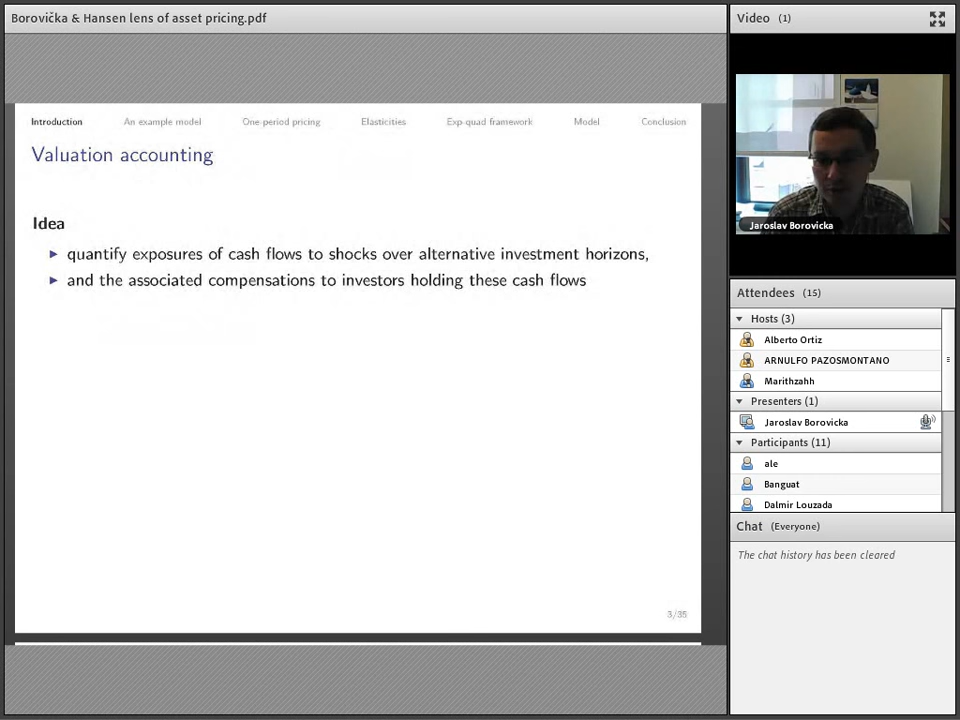 Borovička & Hansen lens of asset pricing.pdf
Introduction An example model One-period pricing Elasticities Exp-quad framework Model Conclusion
Valuation accounting
Idea
► quantify exposures of cash flows to shocks over alternative investment horizons,
► and the associated compensations to investors holding these cash flows
3/35
Video (1)
Jaroslav Borovicka
Attendees (15)
Hosts (3)
Alberto Ortiz
ARNULFO PAZOSMONTANO
Marithzahh
Presenters (1)
Jaroslav Borovicka
Participants (11)
ale
Banguat
Dalmir Louzada
Chat (Everyone)
The chat history has been cleared